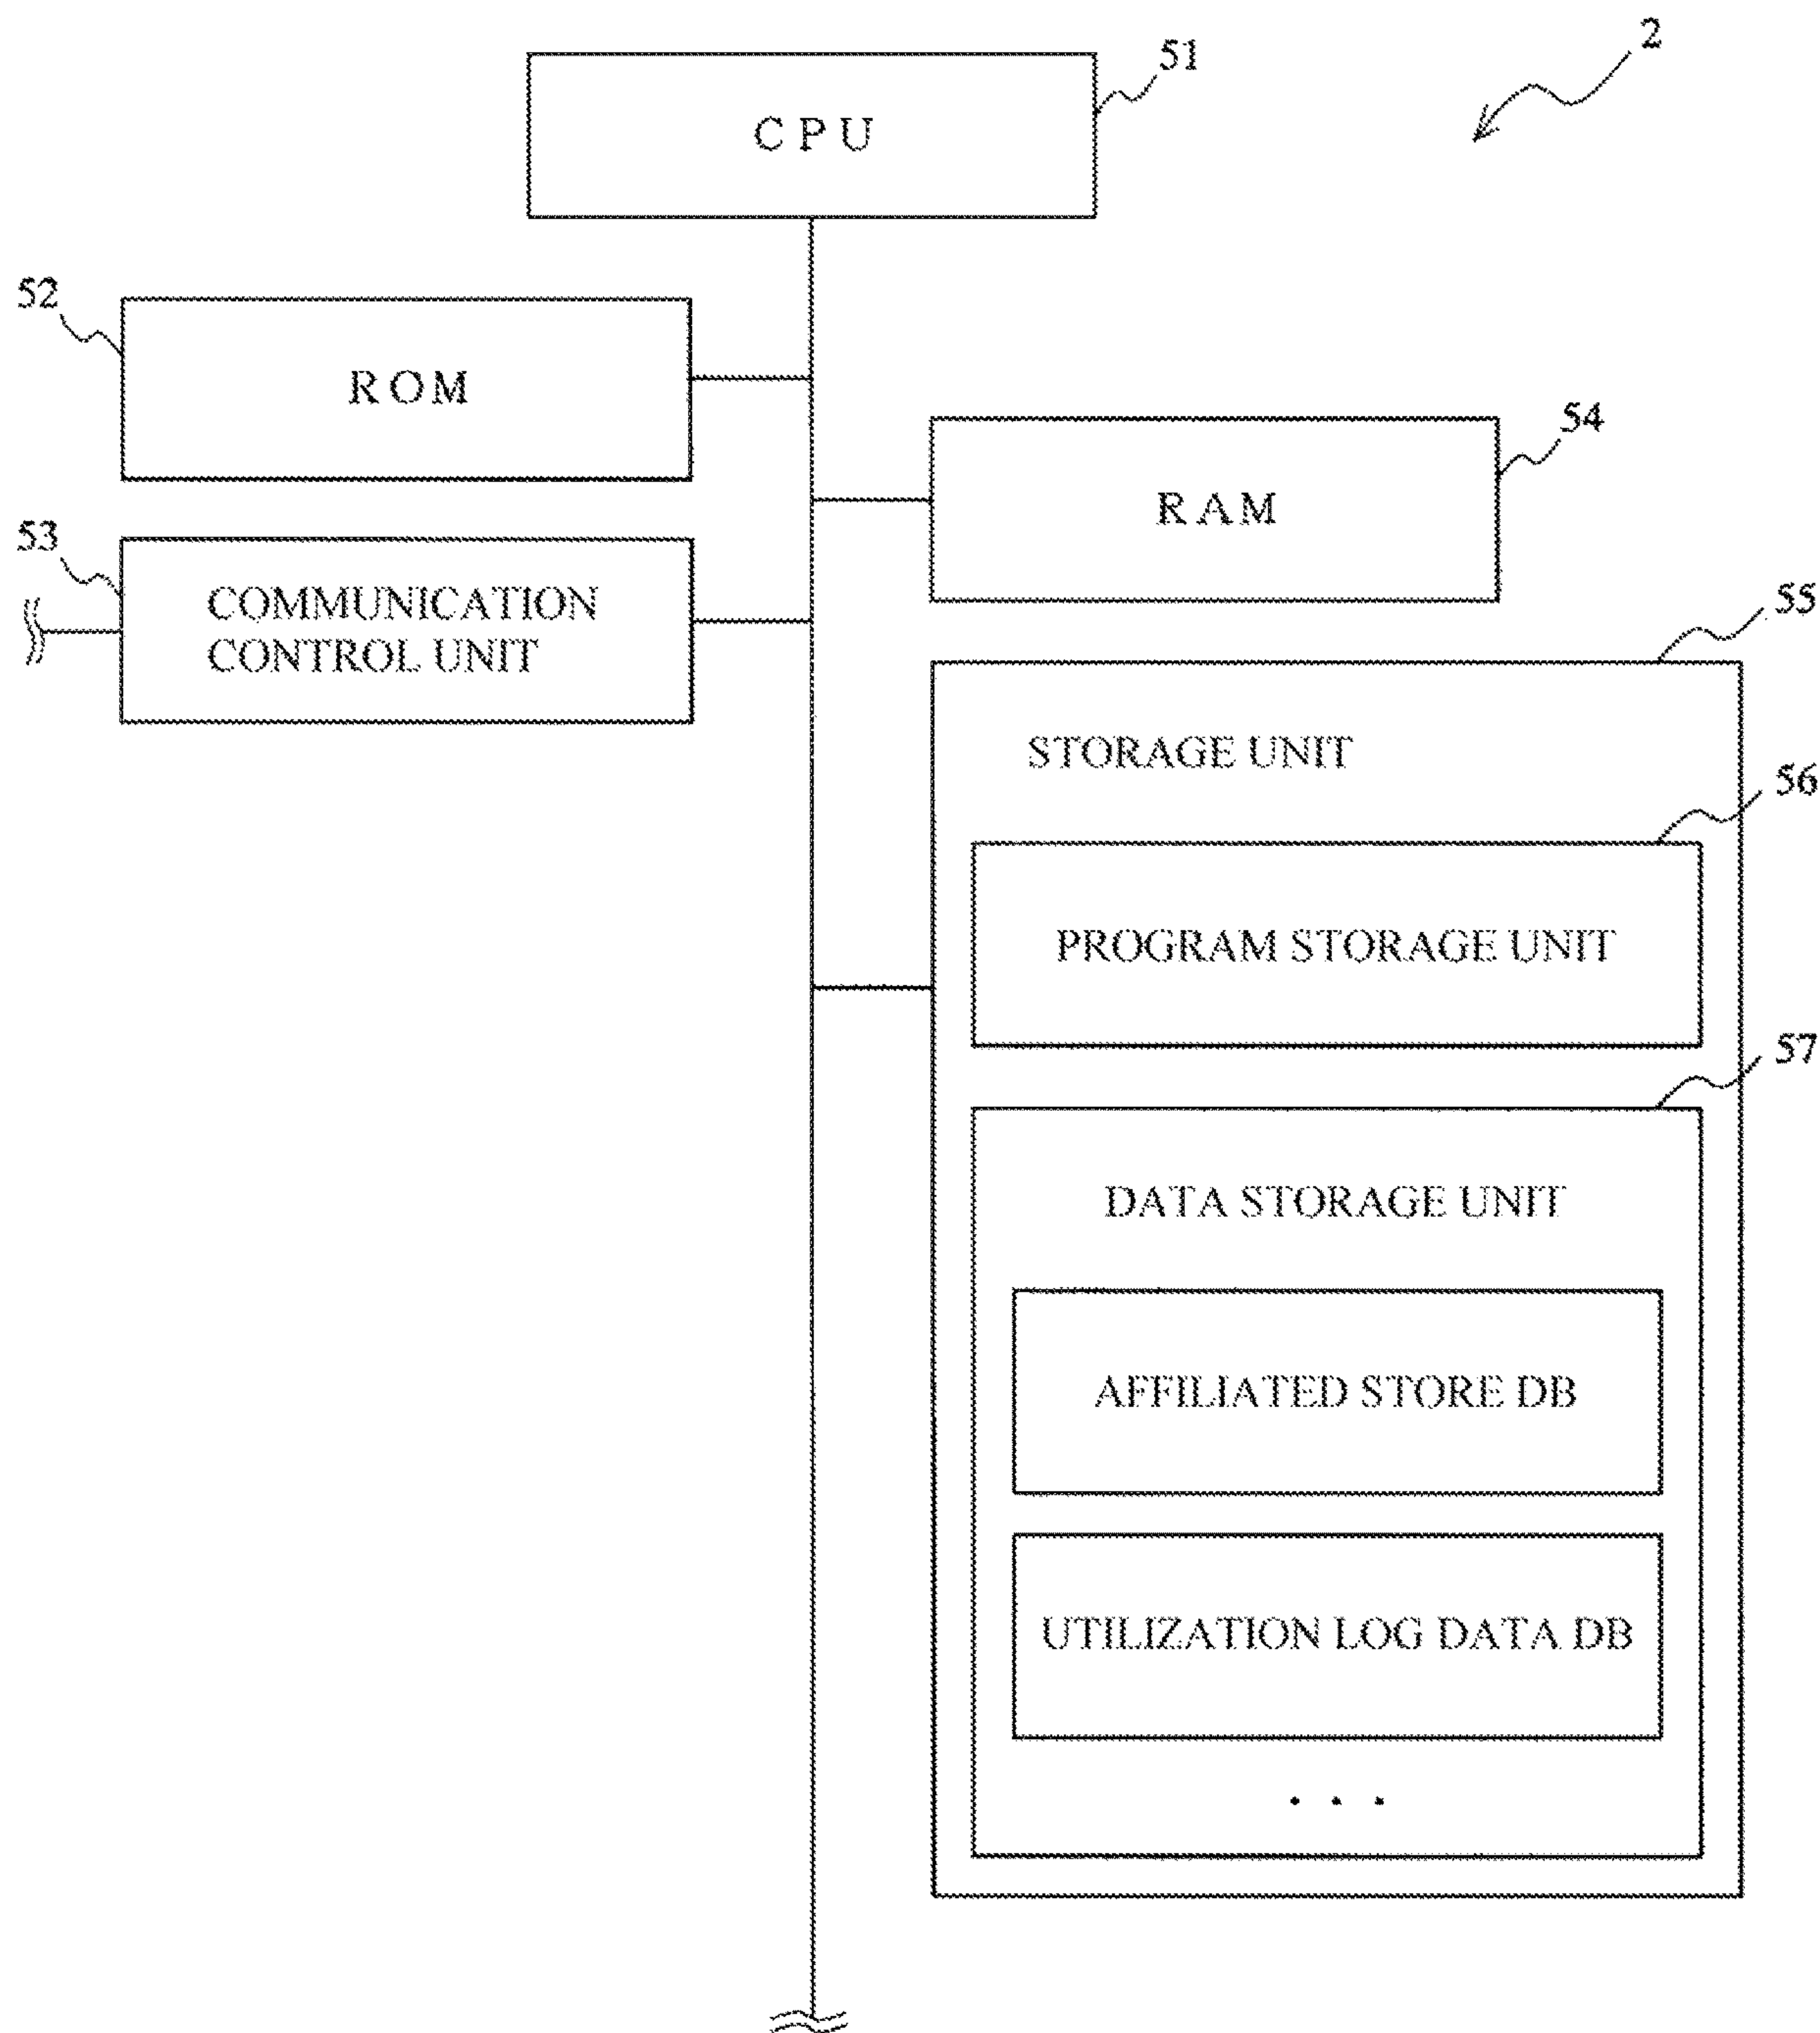 2
51
CPU
52
ROM
54
RAM
53
COMMUNICATION
CONTROL UNIT
55
STORAGE UNIT
56
PROGRAM STORAGE UNIT
57
DATA STORAGE UNIT
AFFILIATED STORE DB
UTILIZATION LOG DATA DB
. . .